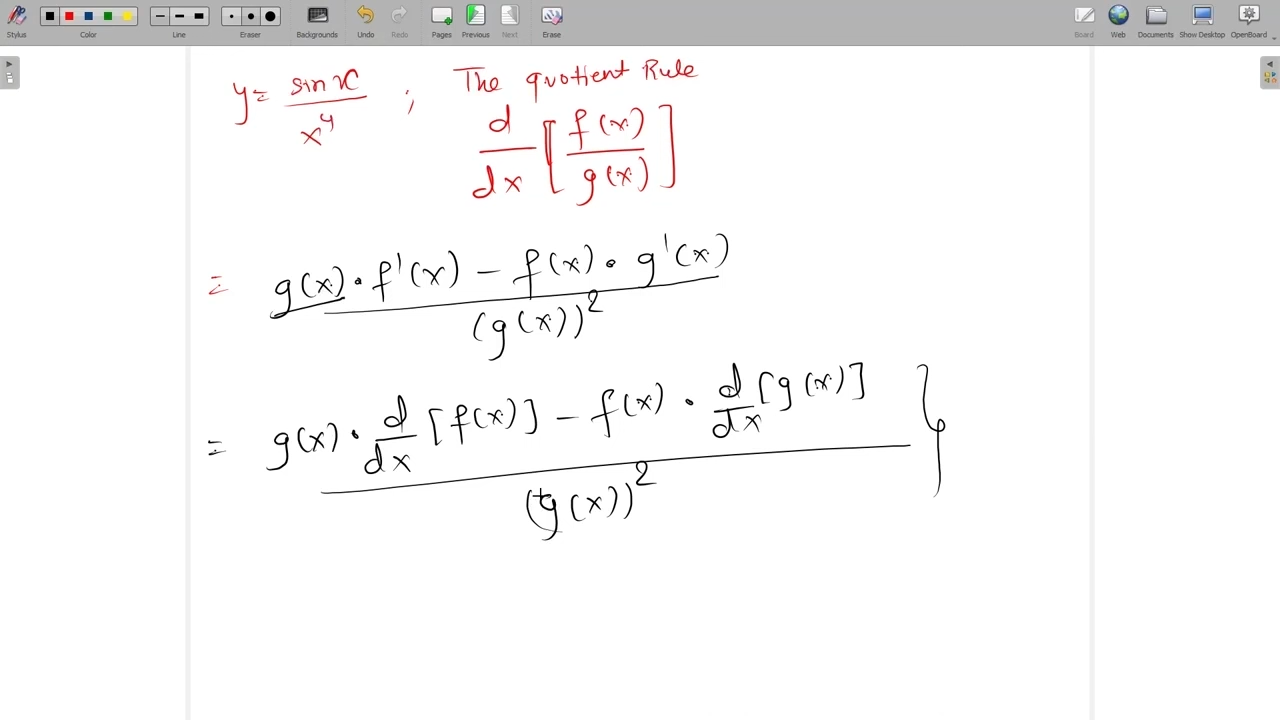 Stylus Color Line Eraser Backgrounds Undo Redo Pages Previous Next Erase Board Web Documents Show Desktop OpenBoard
y = sin x / x⁴ ; The quotient Rule
d/dx [f(x)/g(x)]
= g(x) · f'(x) − f(x) · g'(x) / (g(x))²
= g(x) · d/dx [f(x)] − f(x) · d/dx [g(x)] / (g(x))² }